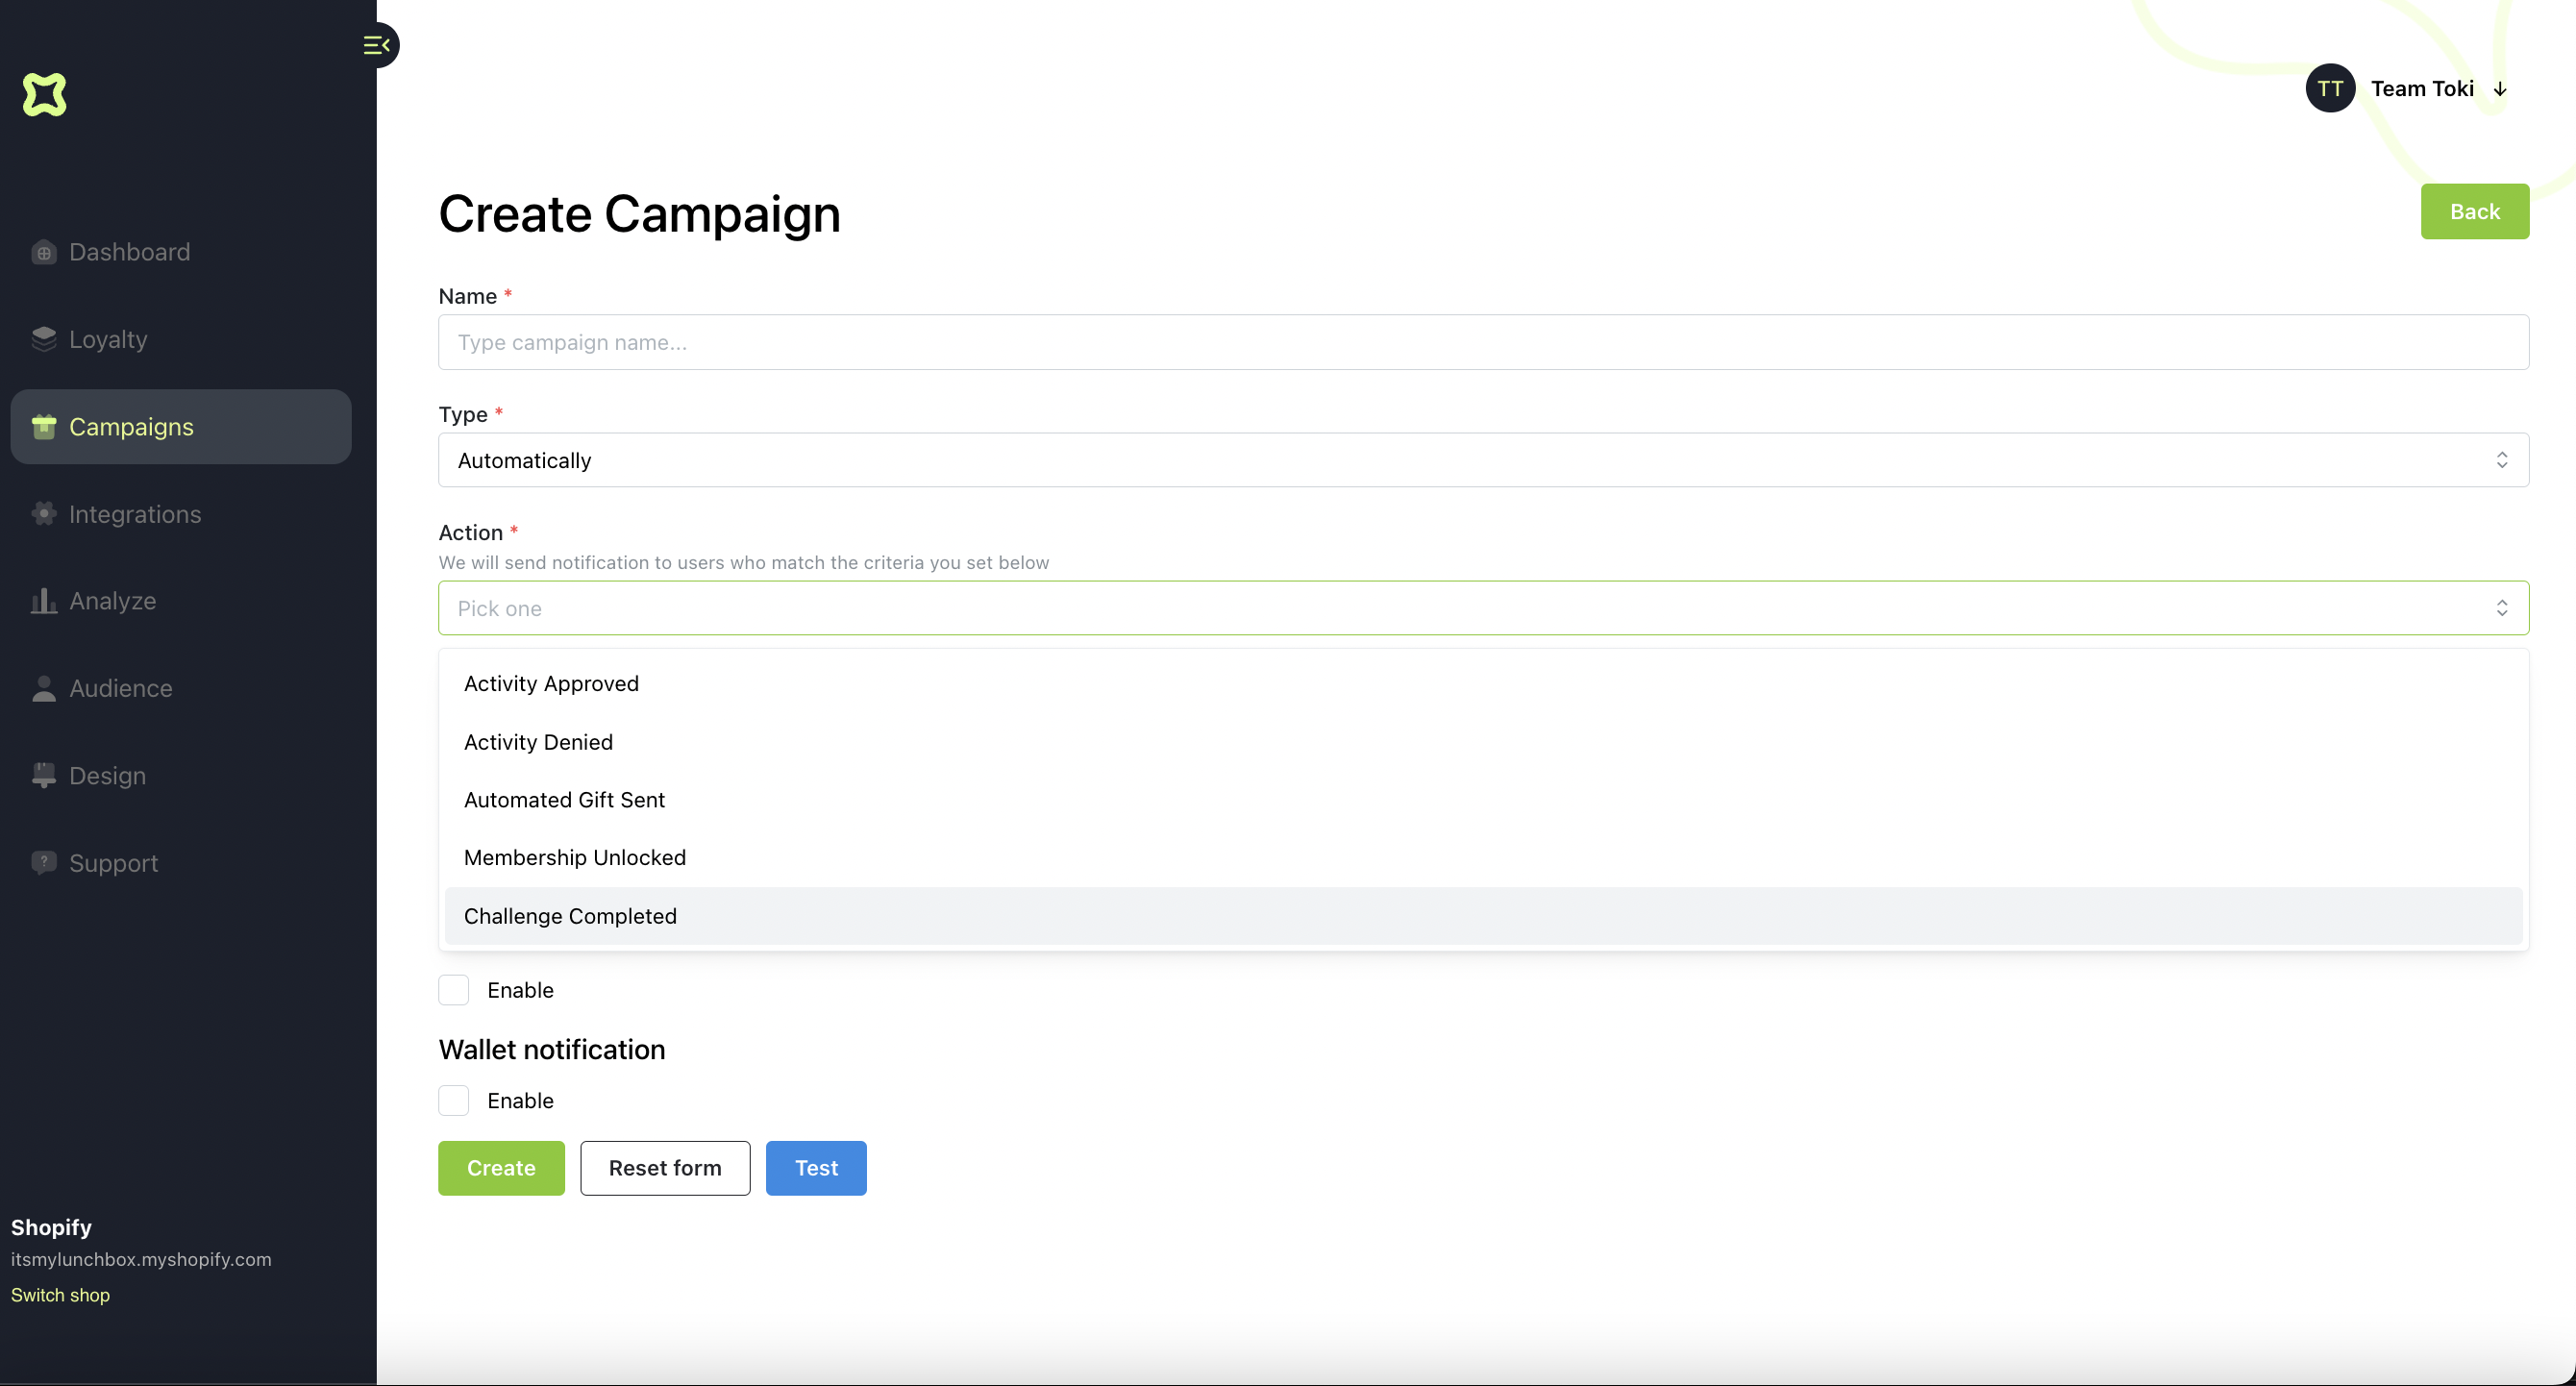 TT Team Toki
Dashboard
Loyalty
Campaigns
Integrations
Analyze
Audience
Design
Support
Shopify
itsmylunchbox.myshopify.com
Switch shop
Create Campaign
Back
Name *
Type campaign name...
Type *
Automatically
Action *
We will send notification to users who match the criteria you set below
Pick one
Activity Approved
Activity Denied
Automated Gift Sent
Membership Unlocked
Challenge Completed
Enable
Wallet notification
Enable
Create Reset form Test